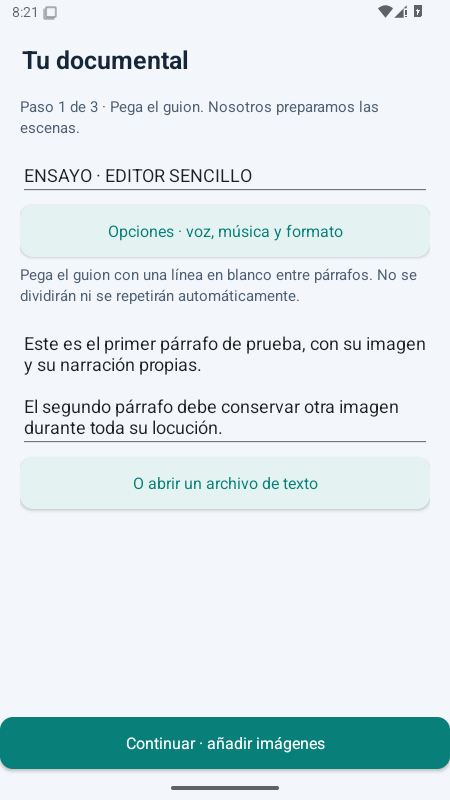 8:21
Tu documental
Paso 1 de 3 · Pega el guion. Nosotros preparamos las
escenas.
ENSAYO · EDITOR SENCILLO
Opciones · voz, música y formato
Pega el guion con una línea en blanco entre párrafos. No se
dividirán ni se repetirán automáticamente.
Este es el primer párrafo de prueba, con su imagen
y su narración propias.
El segundo párrafo debe conservar otra imagen
durante toda su locución.
O abrir un archivo de texto
Continuar · añadir imágenes